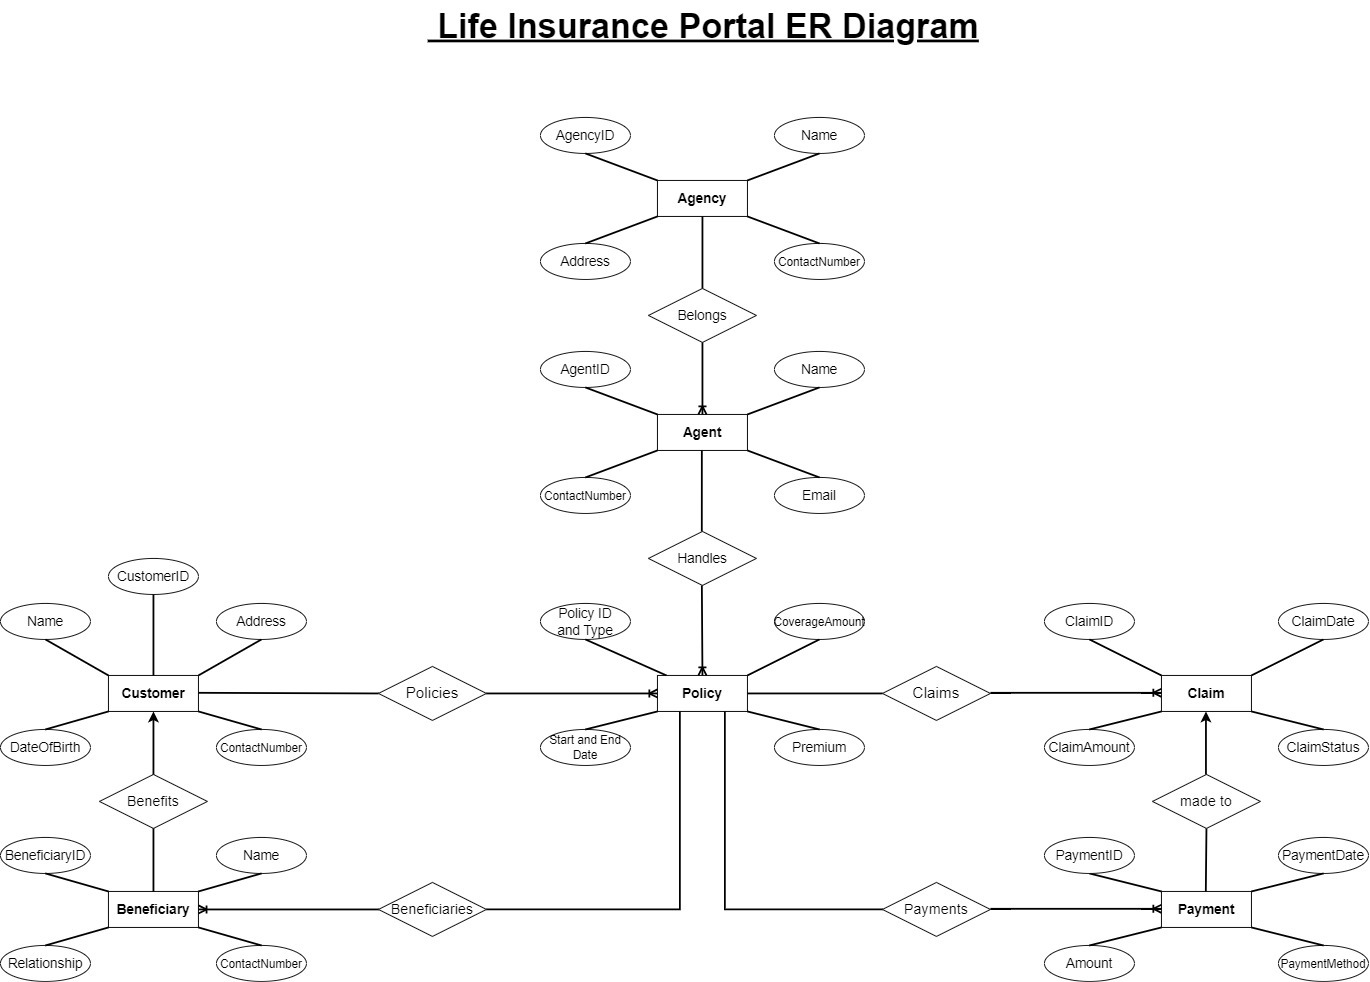 Life Insurance Portal ER Diagram
AgencyID
Name
Agency
Address
ContactNumber
Belongs
AgentID
Name
Agent
ContactNumber
Email
Handles
CustomerID
Name
Address
Customer
DateOfBirth
ContactNumber
Policies
Policy ID
and Type
CoverageAmount
Policy
Start and End
Date
Premium
Claims
ClaimID
ClaimDate
Claim
ClaimAmount
ClaimStatus
Benefits
made to
BeneficiaryID
Name
Beneficiary
Relationship
ContactNumber
Beneficiaries
Payments
PaymentID
PaymentDate
Payment
Amount
PaymentMethod